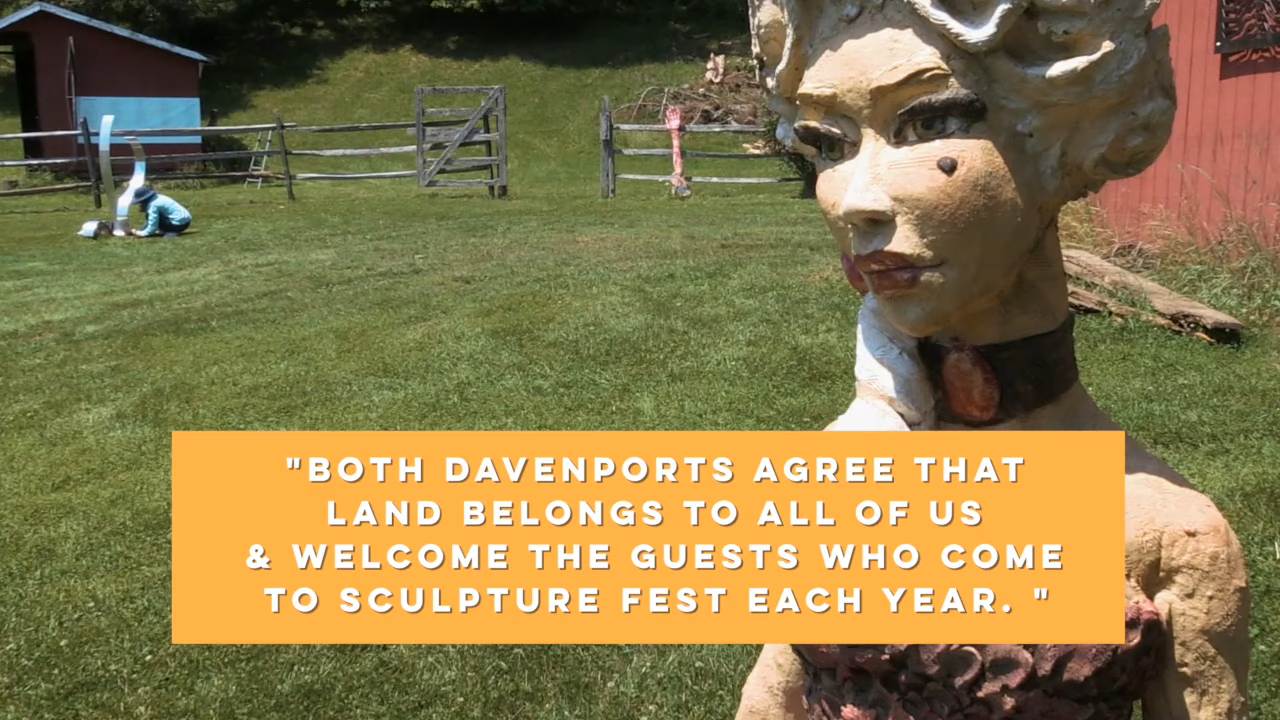 "BOTH DAVENPORTS AGREE THAT
LAND BELONGS TO ALL OF US
& WELCOME THE GUESTS WHO COME
TO SCULPTURE FEST EACH YEAR. "